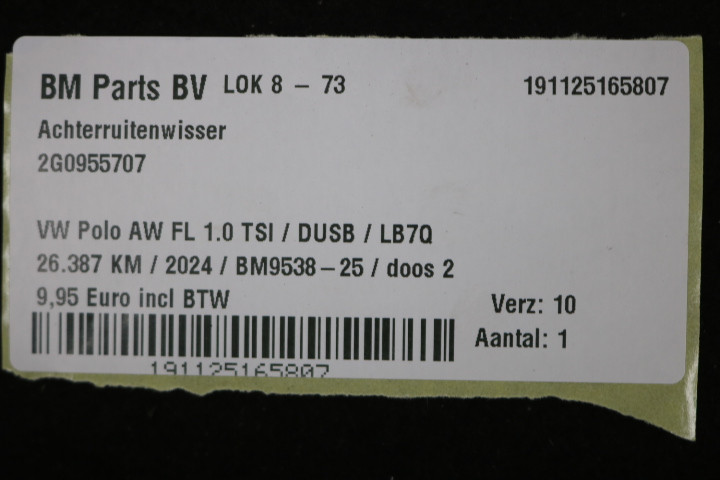 BM Parts BV LOK 8 - 73 191125165807
Achterruitenwisser
2G0955707
VW Polo AW FL 1.0 TSI / DUSB / LB7Q
26.387 KM / 2024 / BM9538-25 / doos 2
9,95 Euro incl BTW
Verz: 10
Aantal: 1
191125165807